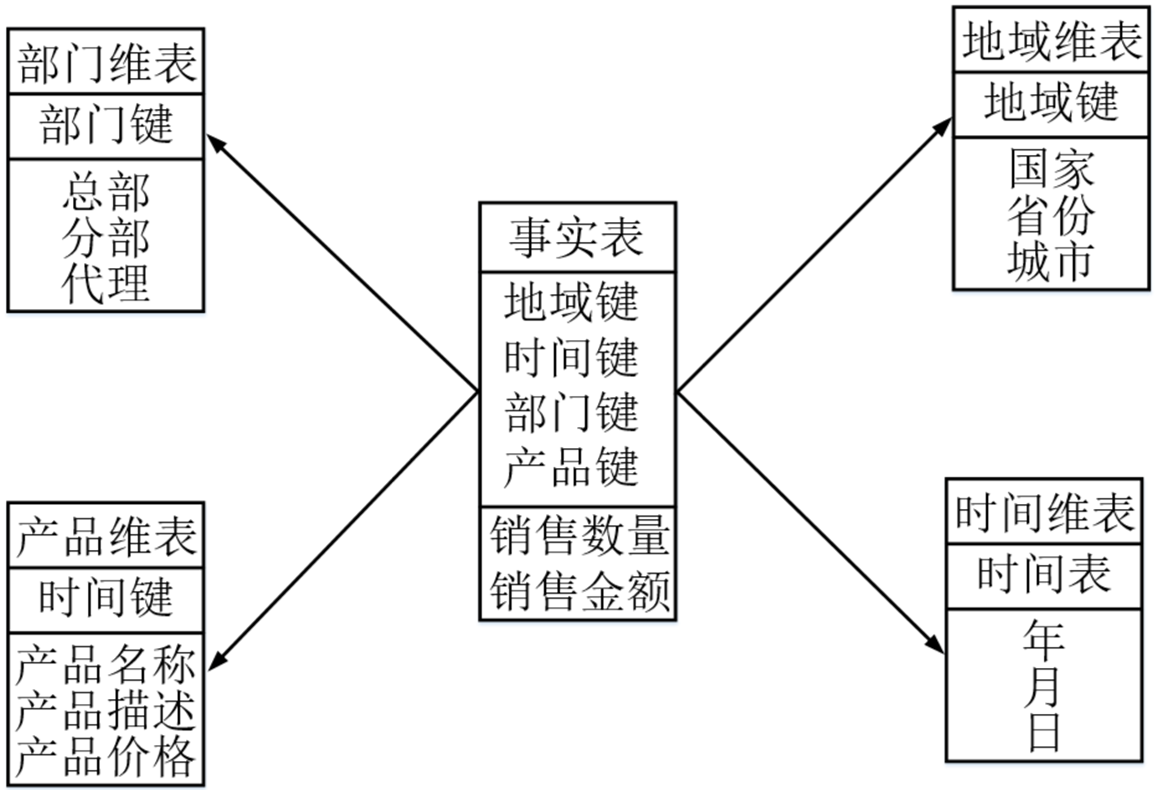 部门维表
部门键
总部
分部
代理
地域维表
地域键
国家
省份
城市
事实表
地域键
时间键
部门键
产品键
销售数量
销售金额
产品维表
时间键
产品名称
产品描述
产品价格
时间维表
时间表
年
月
日